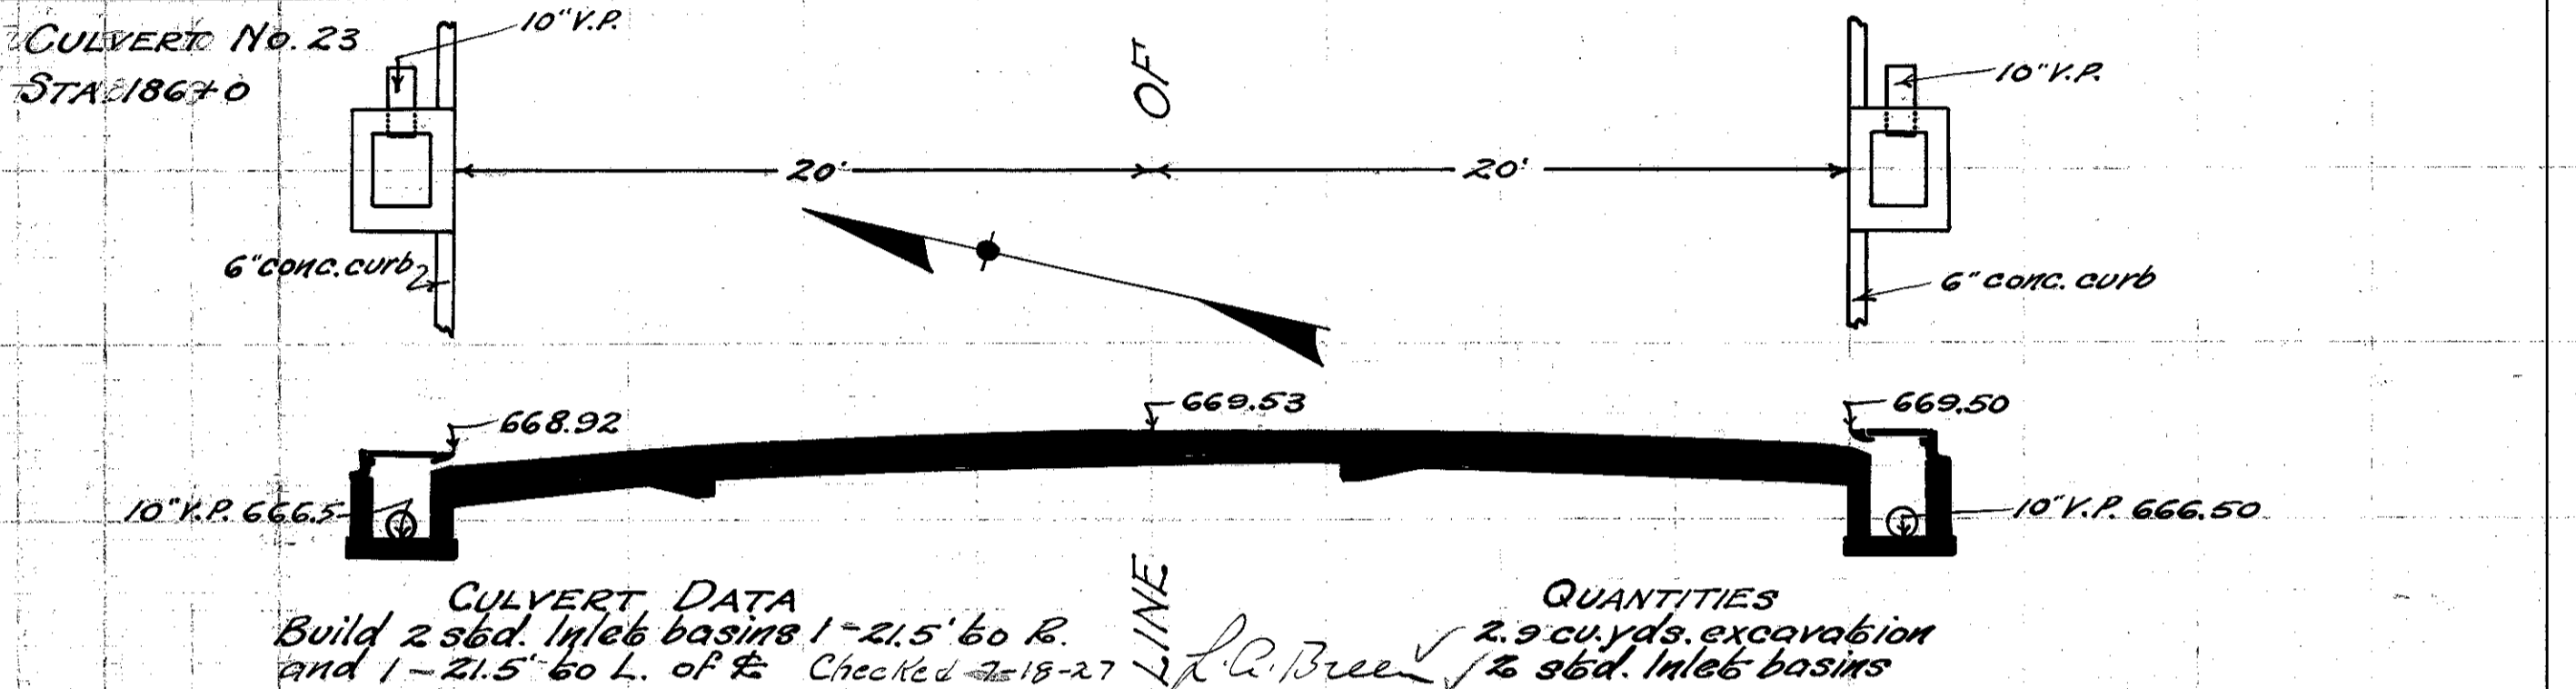 CULVERT No. 23
STA. 186+0
10" V.P.
OF
10" V.P.
20'
20'
6" conc. curb
6" conc. curb
668.92
669.53
669.50
10" V.P. 666.5
10" V.P. 666.50
CULVERT DATA
Build 2 std. Inlet basins 1-21.5' to R.
and 1-21.5' to L. of ℄
Checked 7-18-27
LINE
L.A. Breen
QUANTITIES
✓ 2.9 cu.yds. excavation
✓ 2 std. Inlet basins